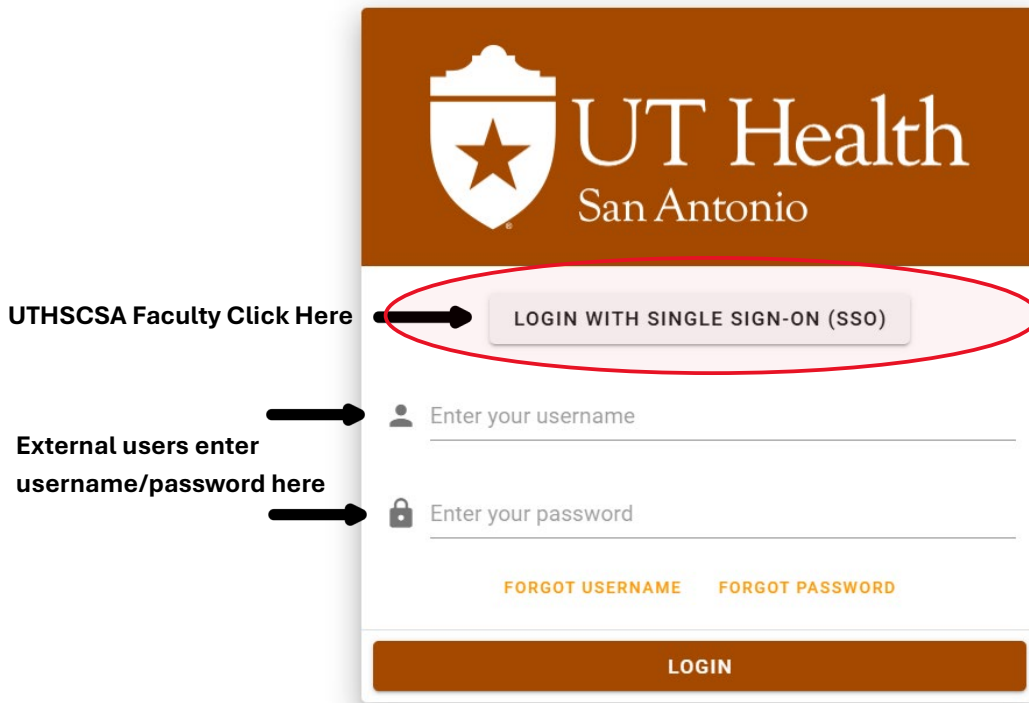 UT Health
San Antonio
®
UTHSCSA Faculty Click Here
LOGIN WITH SINGLE SIGN-ON (SSO)
Enter your username
External users enter
username/password here
Enter your password
FORGOT USERNAME FORGOT PASSWORD
LOGIN